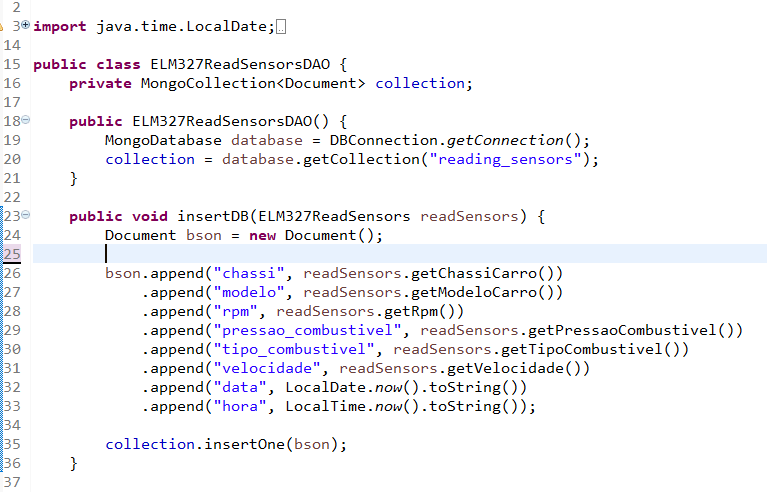 2
3 import java.time.LocalDate;
14
15 public class ELM327ReadSensorsDAO {
16     private MongoCollection<Document> collection;
17
18     public ELM327ReadSensorsDAO() {
19         MongoDatabase database = DBConnection.getConnection();
20         collection = database.getCollection("reading_sensors");
21     }
22
23     public void insertDB(ELM327ReadSensors readSensors) {
24         Document bson = new Document();
25
26         bson.append("chassi", readSensors.getChassiCarro())
27             .append("modelo", readSensors.getModeloCarro())
28             .append("rpm", readSensors.getRpm())
29             .append("pressao_combustivel", readSensors.getPressaoCombustivel())
30             .append("tipo_combustivel", readSensors.getTipoCombustivel())
31             .append("velocidade", readSensors.getVelocidade())
32             .append("data", LocalDate.now().toString())
33             .append("hora", LocalTime.now().toString());
34
35         collection.insertOne(bson);
36     }
37